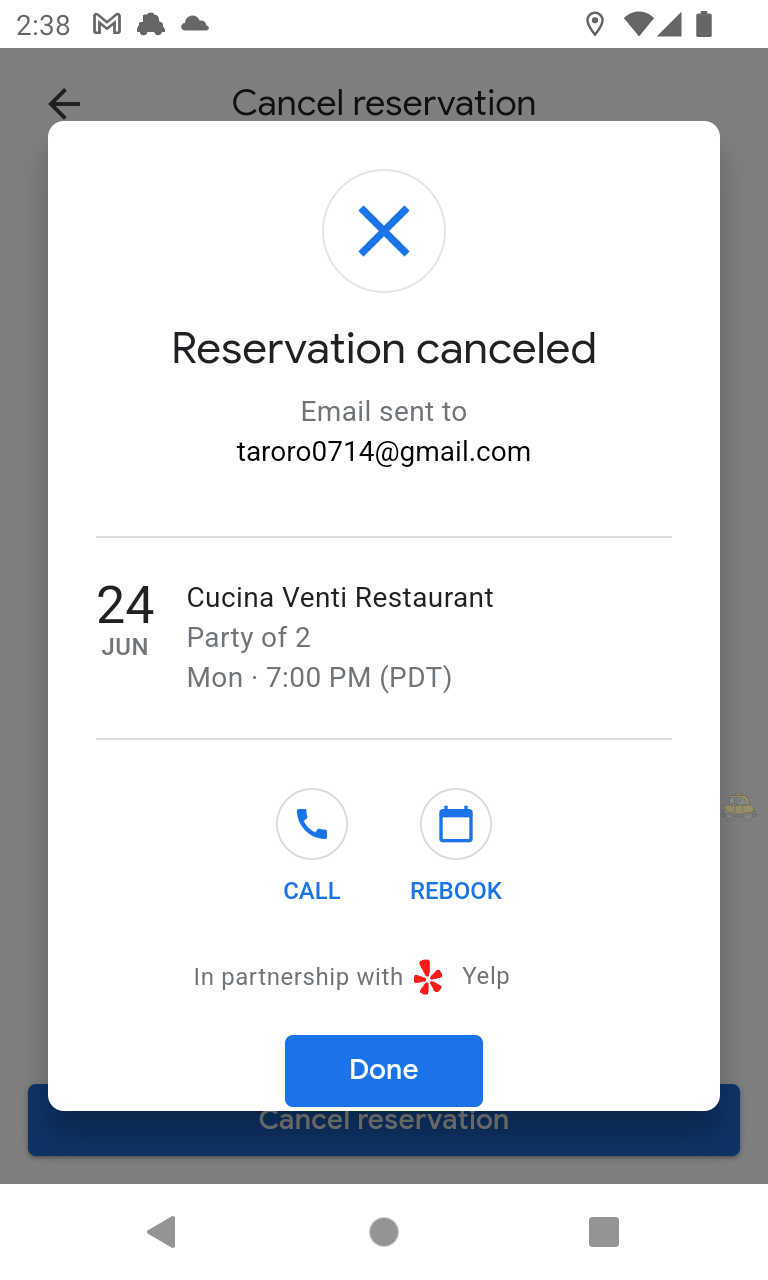 2:38
Cancel reservation
Reservation canceled
Email sent to
taroro0714@gmail.com
24
JUN
Cucina Venti Restaurant
Party of 2
Mon · 7:00 PM (PDT)
CALL
REBOOK
In partnership with Yelp
Done
Cancel reservation